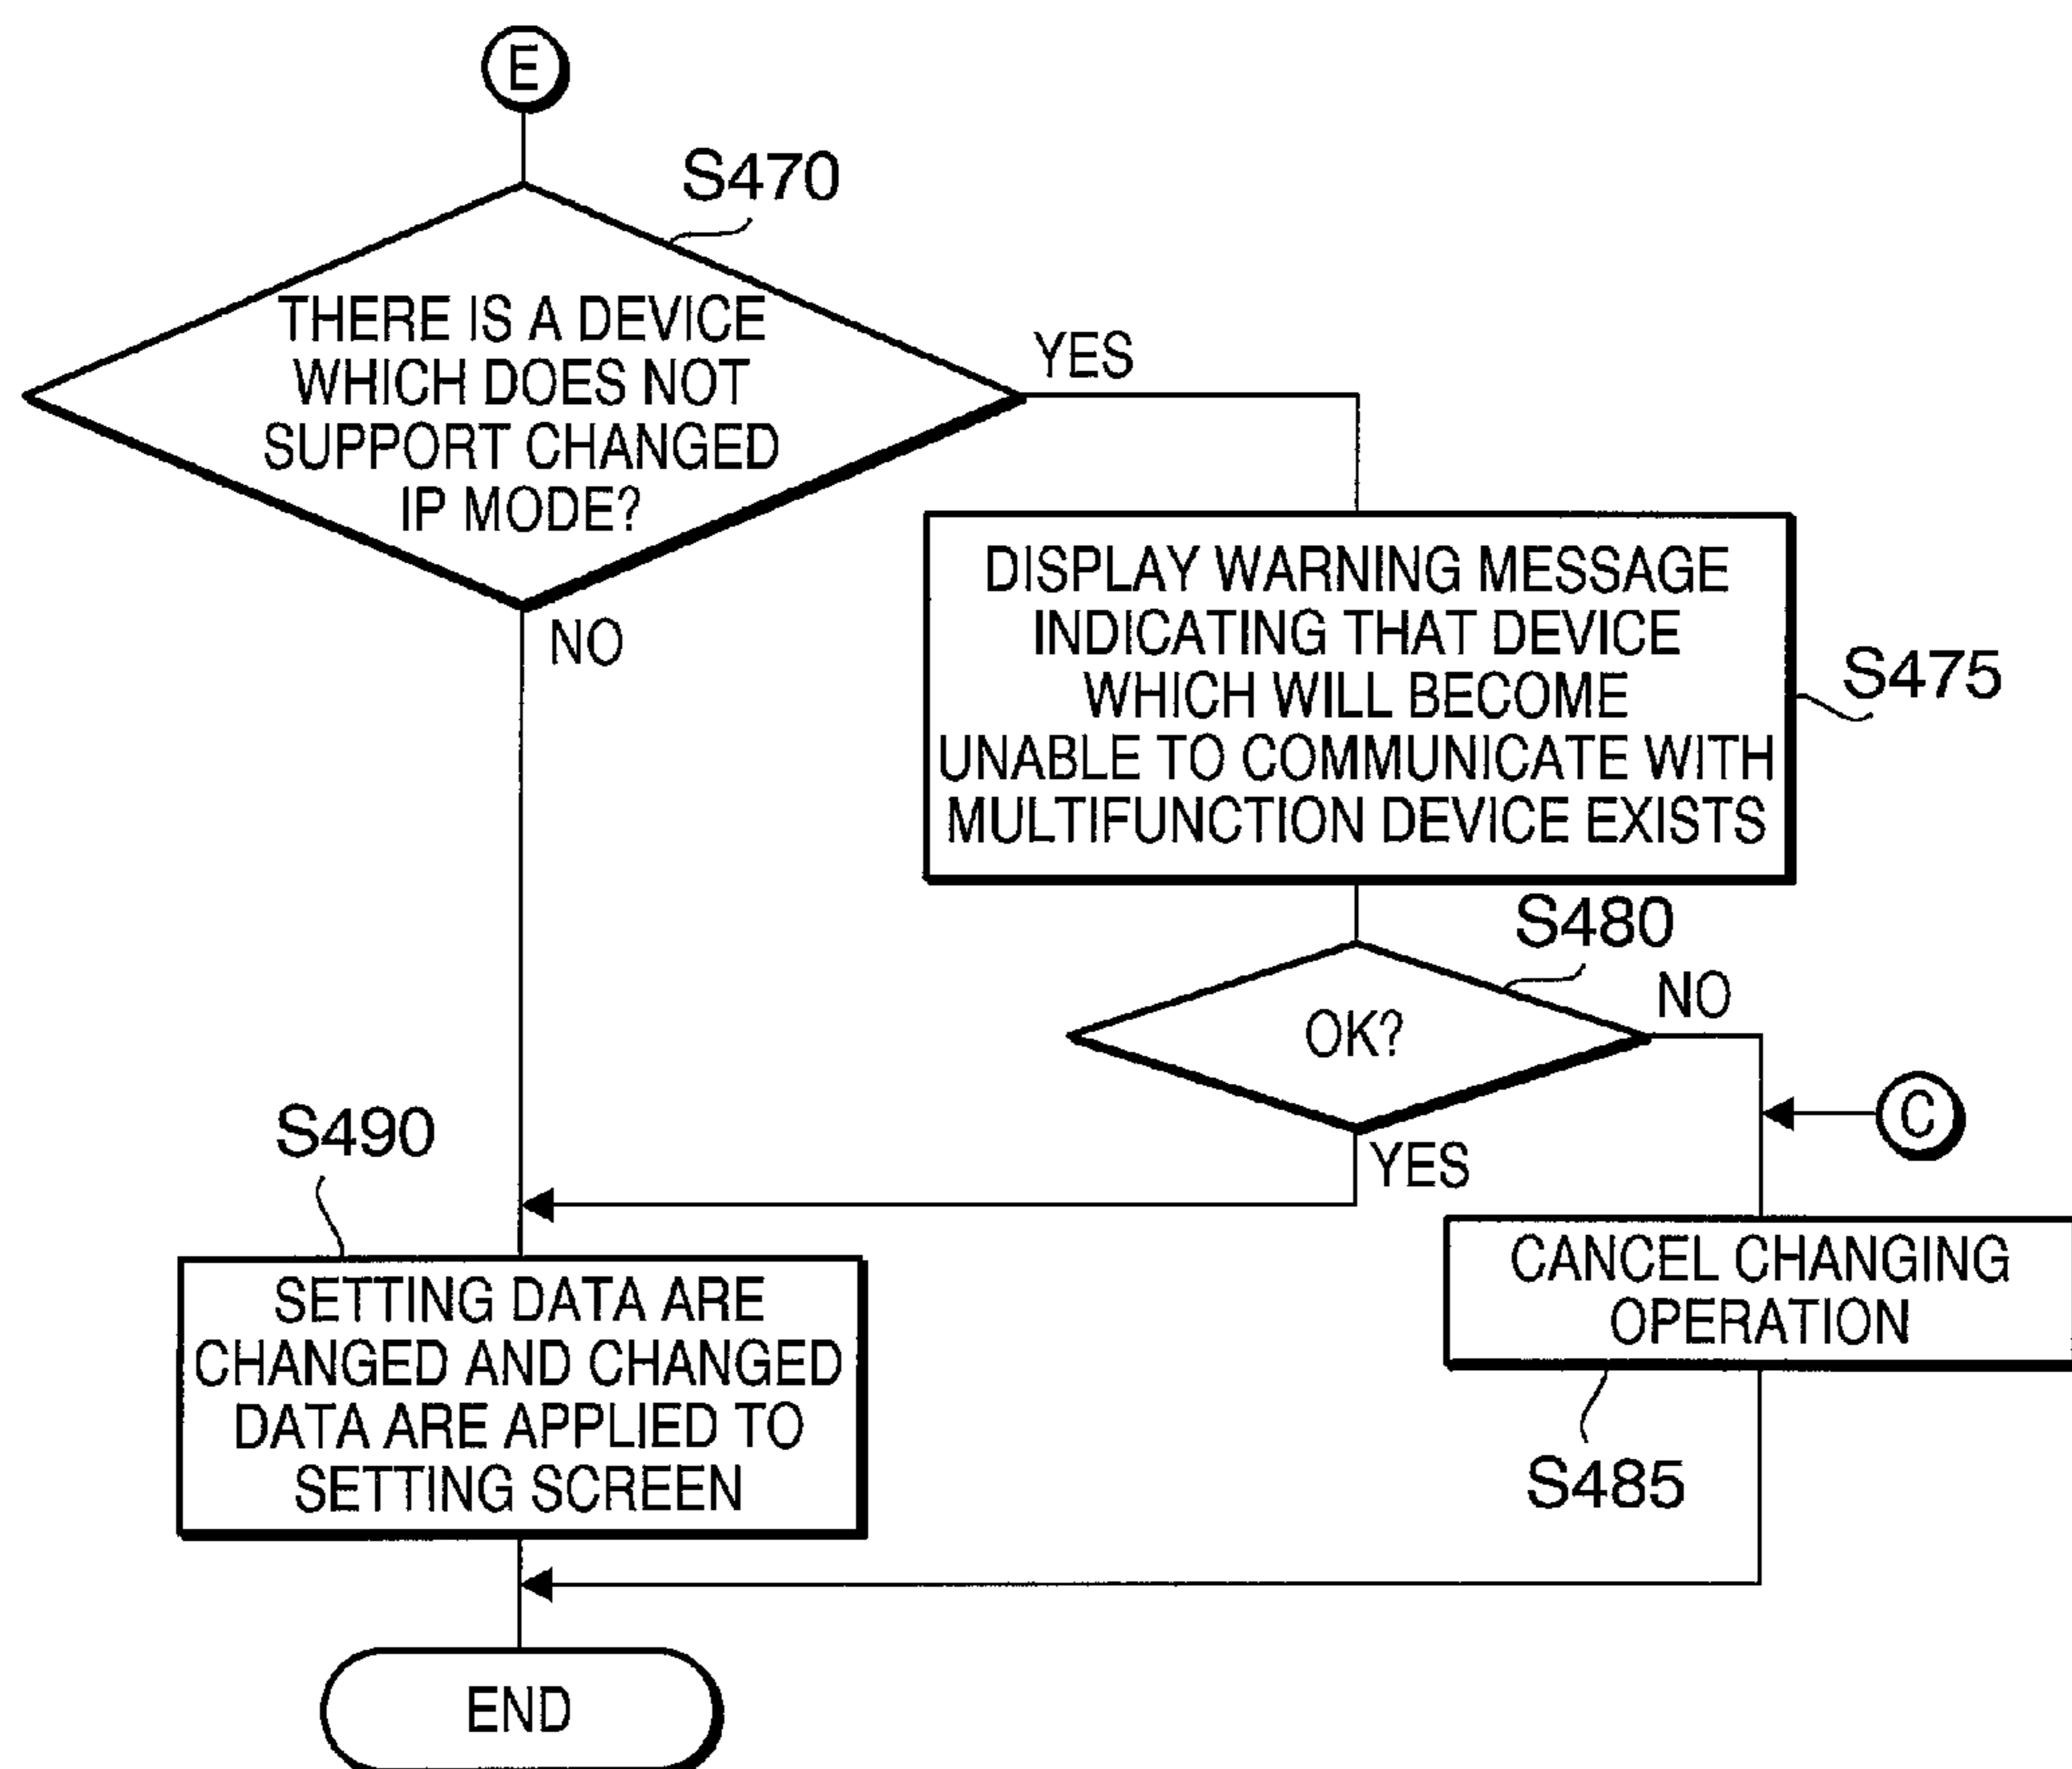 E
S470
THERE IS A DEVICE
WHICH DOES NOT
SUPPORT CHANGED
IP MODE?
YES
NO
DISPLAY WARNING MESSAGE
INDICATING THAT DEVICE
WHICH WILL BECOME
UNABLE TO COMMUNICATE WITH
MULTIFUNCTION DEVICE EXISTS
S475
S480
OK?
NO
YES
C
S490
SETTING DATA ARE
CHANGED AND CHANGED
DATA ARE APPLIED TO
SETTING SCREEN
CANCEL CHANGING
OPERATION
S485
END